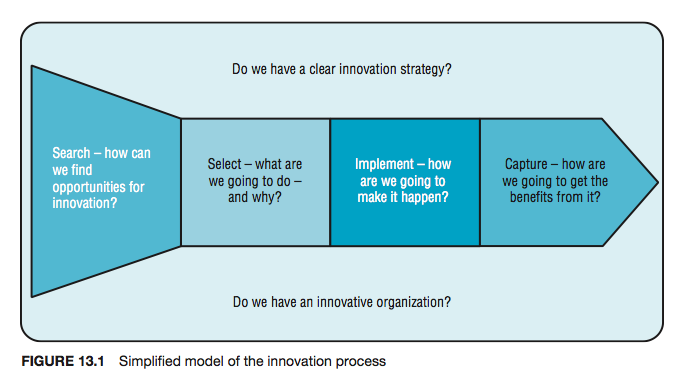 Do we have a clear innovation strategy?
Search – how can
we find
opportunities for
innovation?
Select – what are
we going to do –
and why?
Implement – how
are we going to
make it happen?
Capture – how are
we going to get the
benefits from it?
Do we have an innovative organization?
FIGURE 13.1 Simplified model of the innovation process